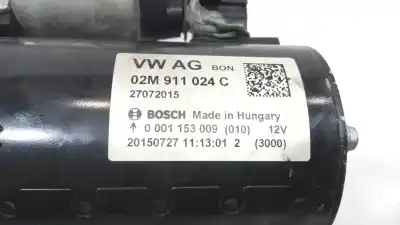 VW AG BON
02M 911 024 C
27072015
BOSCH Made in Hungary
0 001 153 009 (010) 12V
20150727 11:13:01 2 (3000)